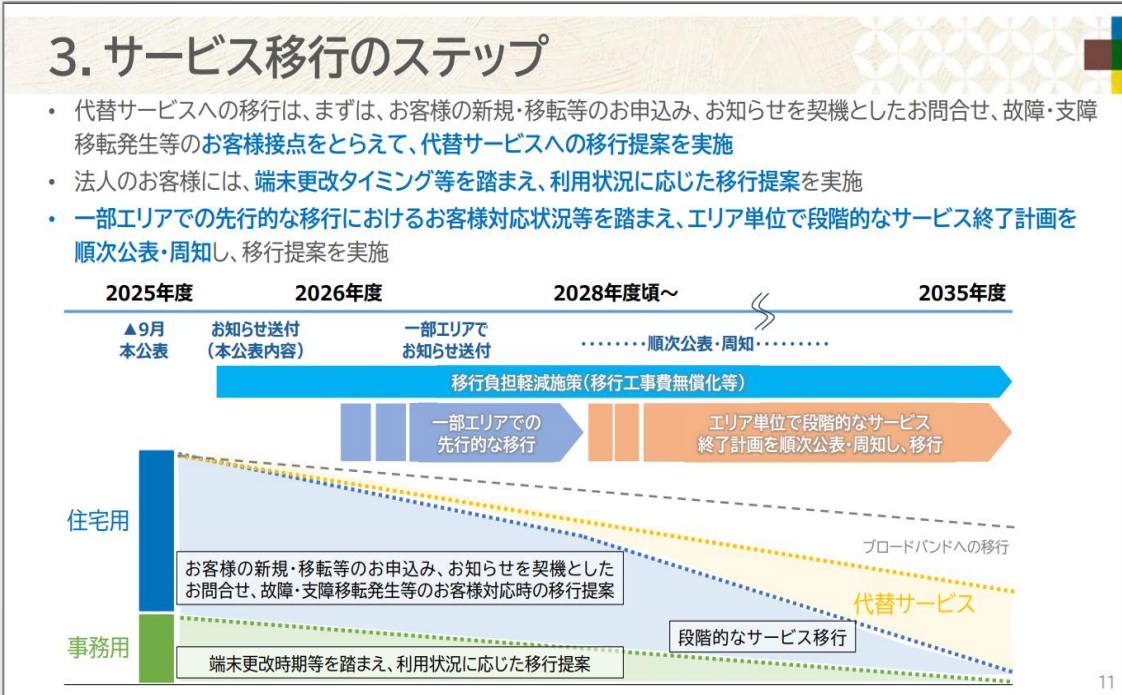 3. サービス移行のステップ
• 代替サービスへの移行は、まずは、お客様の新規・移転等のお申込み、お知らせを契機としたお問合せ、故障・支障
移転発生等のお客様接点をとらえて、代替サービスへの移行提案を実施
• 法人のお客様には、端末更改タイミング等を踏まえ、利用状況に応じた移行提案を実施
• 一部エリアでの先行的な移行におけるお客様対応状況等を踏まえ、エリア単位で段階的なサービス終了計画を
順次公表・周知し、移行提案を実施
2025年度 2026年度 2028年度頃～ 2035年度
▲9月
本公表
お知らせ送付
（本公表内容）
一部エリアで
お知らせ送付
········順次公表・周知·········
移行負担軽減施策（移行工事費無償化等）
一部エリアでの
先行的な移行
エリア単位で段階的なサービス
終了計画を順次公表・周知し、移行
住宅用
ブロードバンドへの移行
お客様の新規・移転等のお申込み、お知らせを契機とした
お問合せ、故障・支障移転発生等のお客様対応時の移行提案
代替サービス
段階的なサービス移行
事務用
端末更改時期等を踏まえ、利用状況に応じた移行提案
11